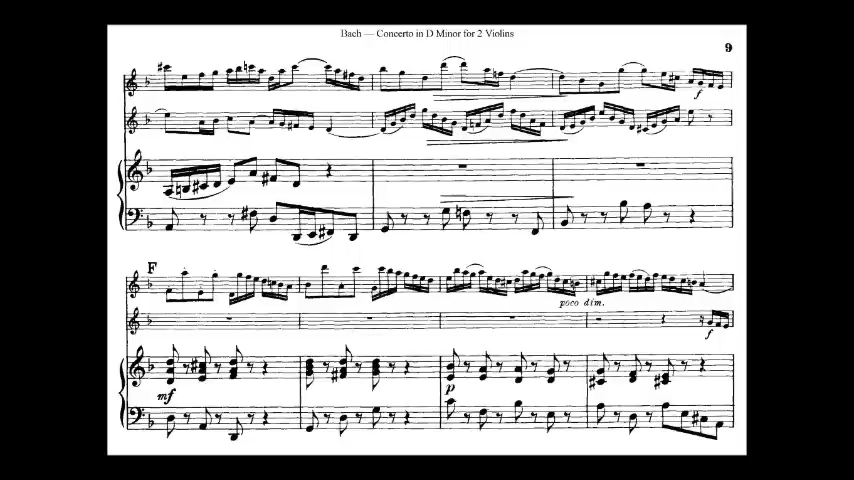 Bach — Concerto in D Minor for 2 Violins
9
f
F
poco dim.
f
mf
p